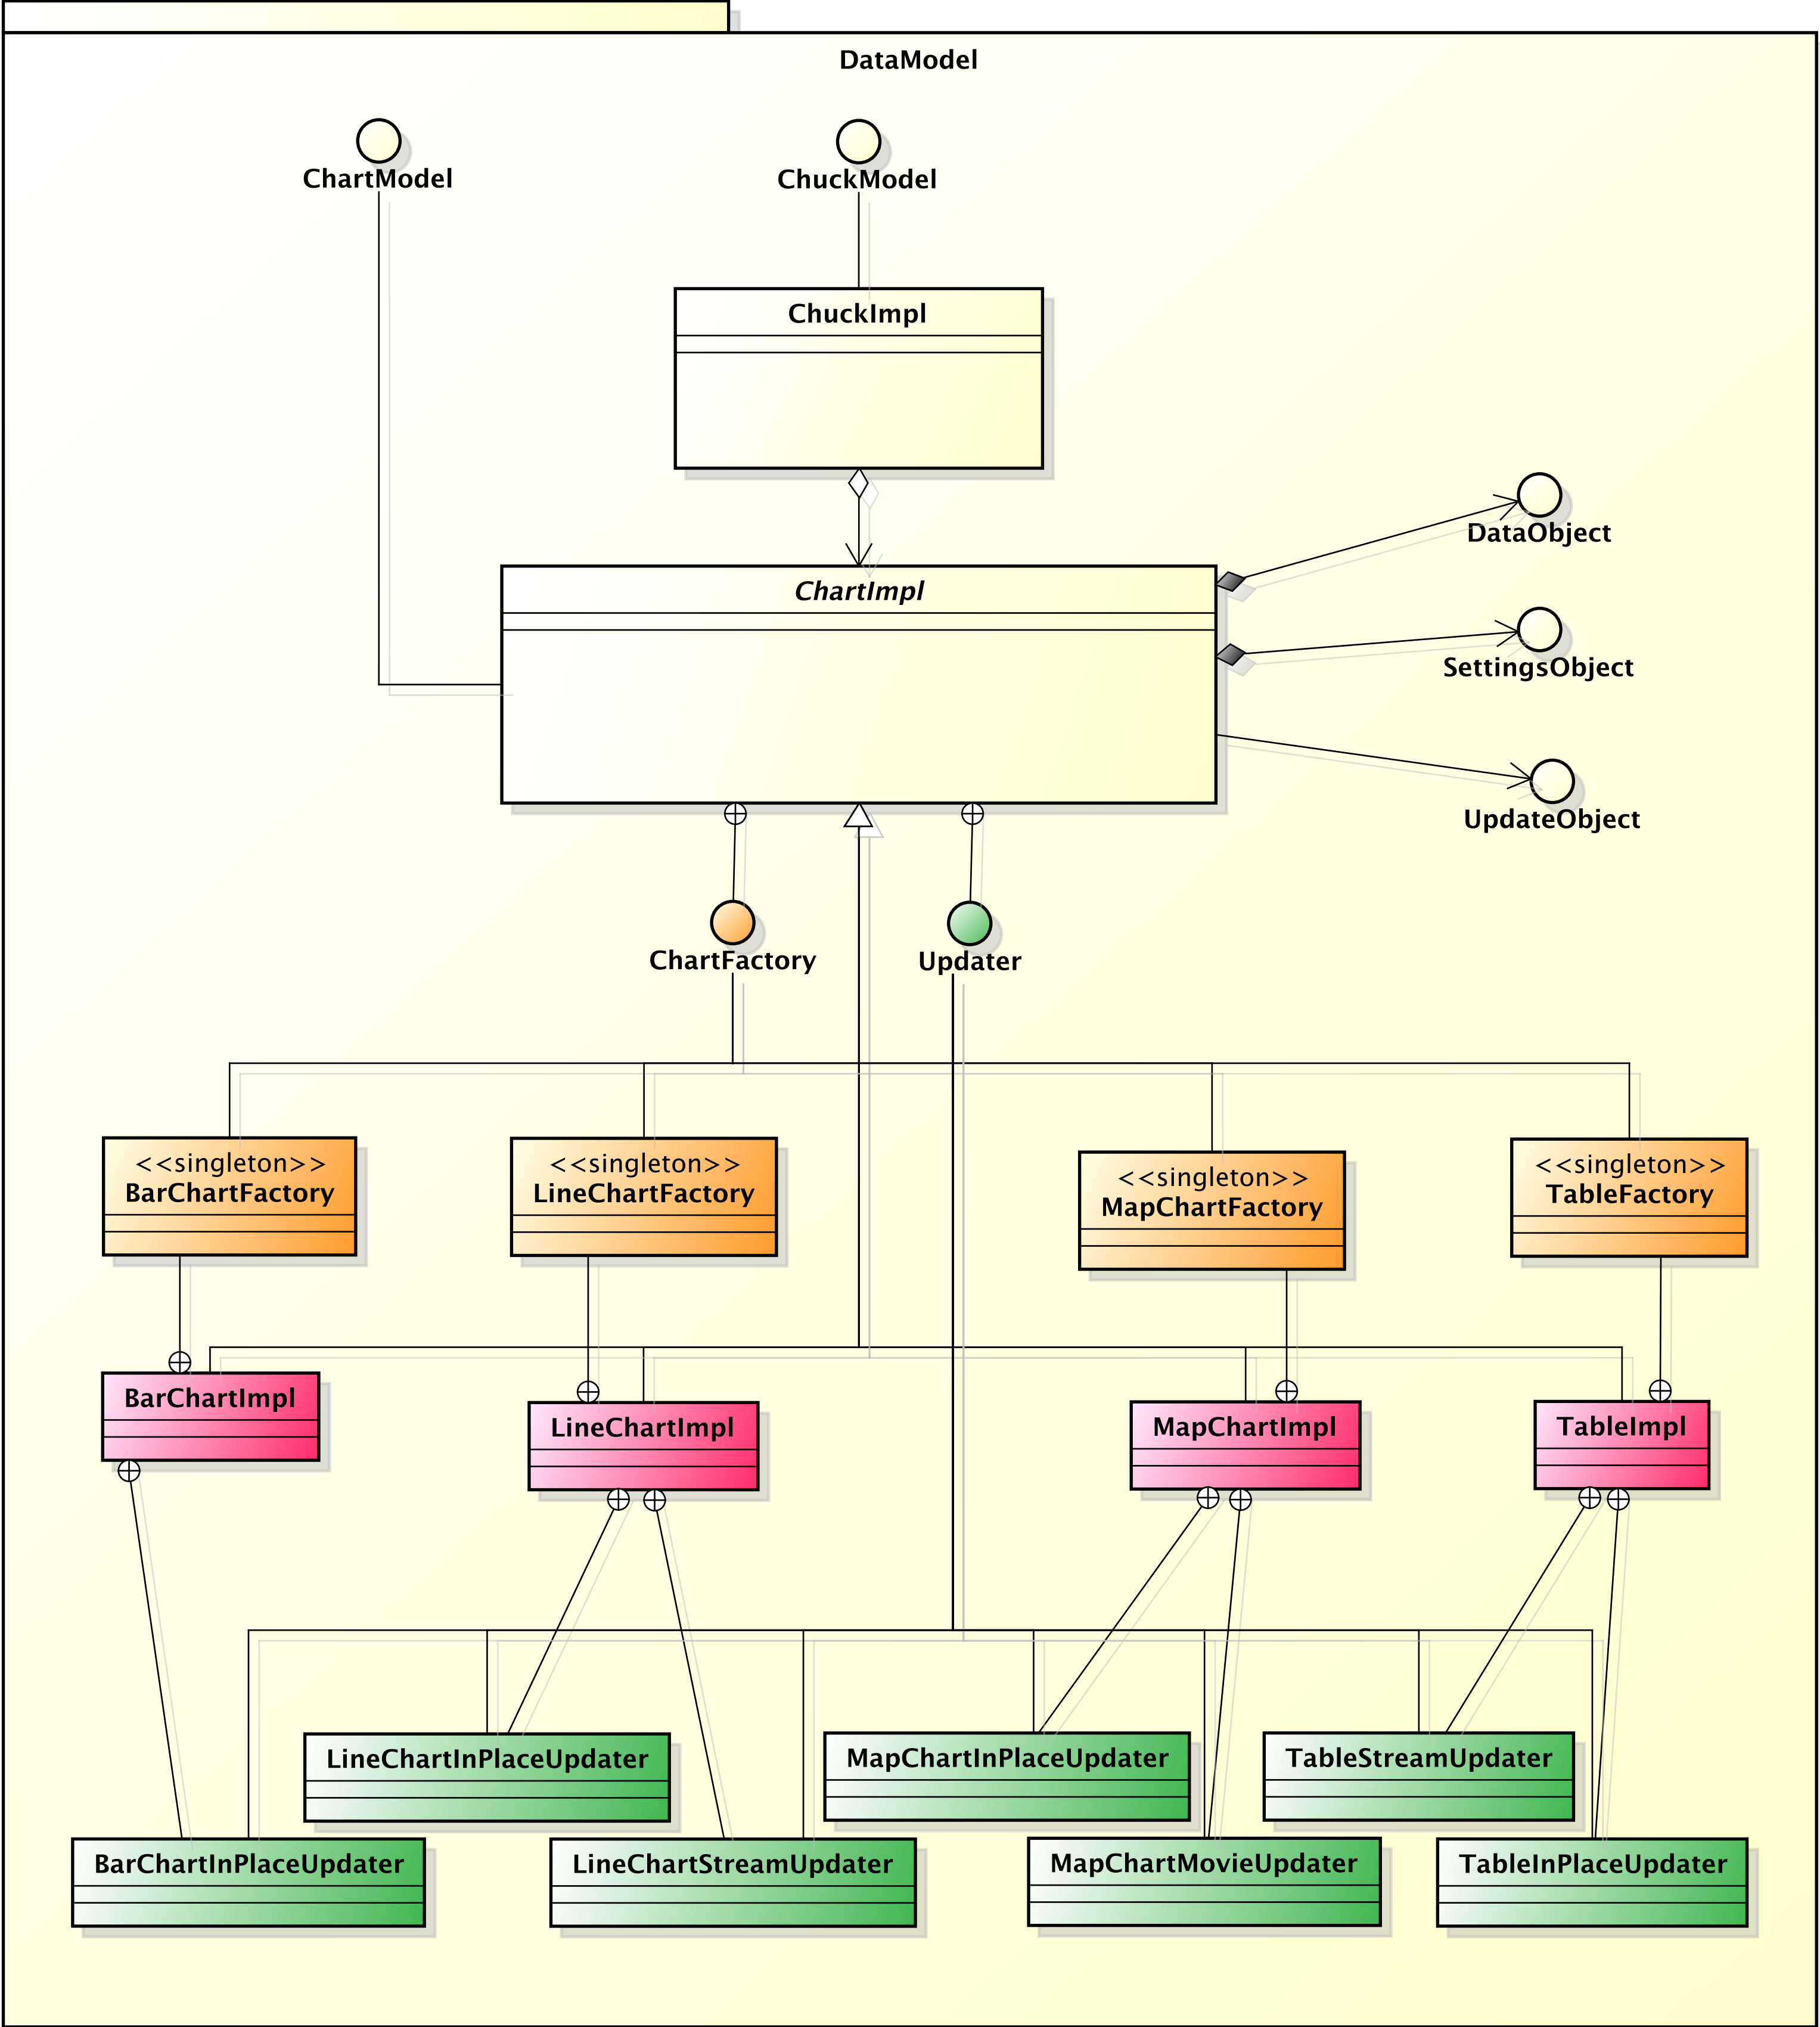 DataModel
ChartModel
ChuckModel
ChuckImpl
DataObject
ChartImpl
SettingsObject
UpdateObject
ChartFactory
Updater
<<singleton>>
BarChartFactory
<<singleton>>
LineChartFactory
<<singleton>>
MapChartFactory
<<singleton>>
TableFactory
BarChartImpl
LineChartImpl
MapChartImpl
TableImpl
LineChartInPlaceUpdater
MapChartInPlaceUpdater
TableStreamUpdater
BarChartInPlaceUpdater
LineChartStreamUpdater
MapChartMovieUpdater
TableInPlaceUpdater